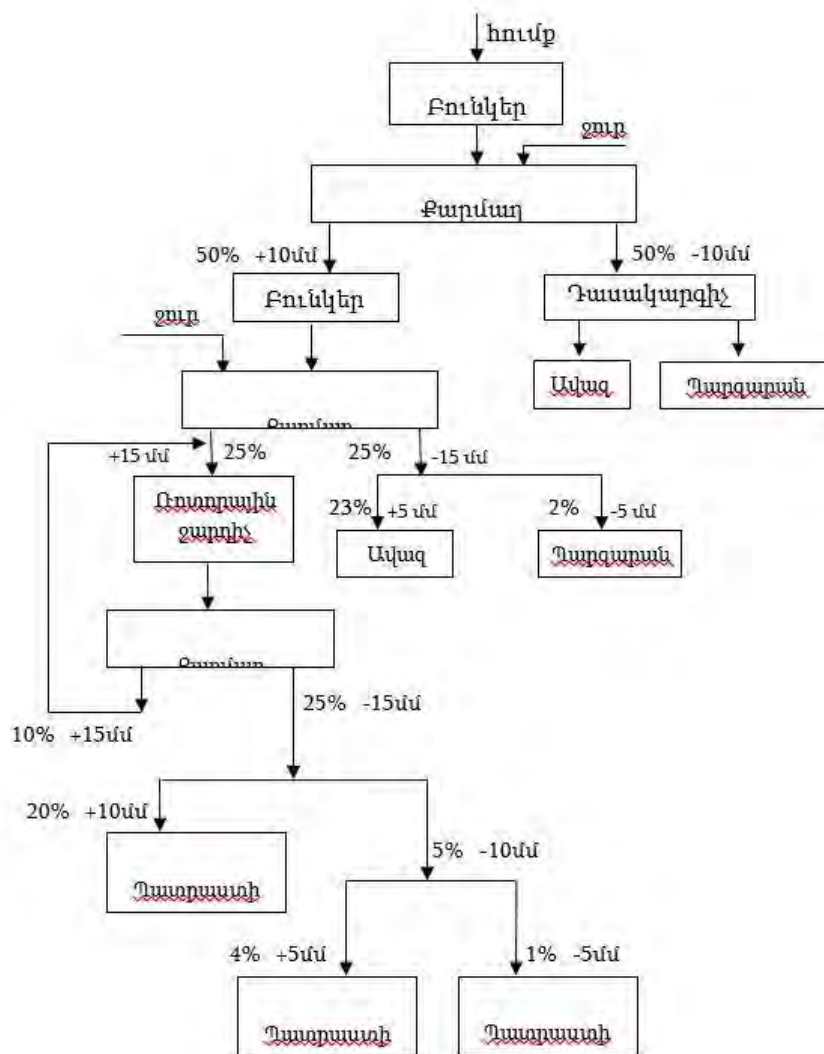 հումք
Բունկեր
ջուր
Քարմաղ
50% +10մմ
50% -10մմ
Բունկեր
Դասակարգիչ
ջուր
Ավազ
Պարզարան
+15 մմ
25%
25%
-15 մմ
Ռոտորային
ջարդիչ
23% +5 մմ
2% -5 մմ
Ավազ
Պարզարան
25% -15մմ
10% +15մմ
20% +10մմ
5% -10մմ
Պատրաստի
4% +5մմ
1% -5մմ
Պատրաստի
Պատրաստի